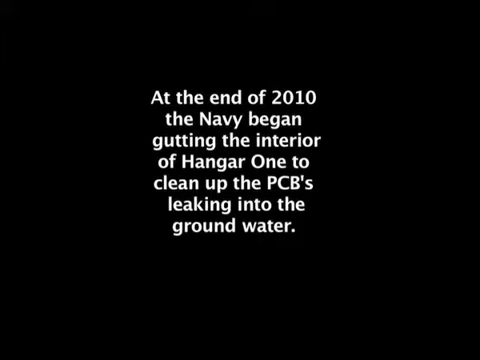 At the end of 2010
the Navy began
gutting the interior
of Hangar One to
clean up the PCB's
leaking into the
ground water.